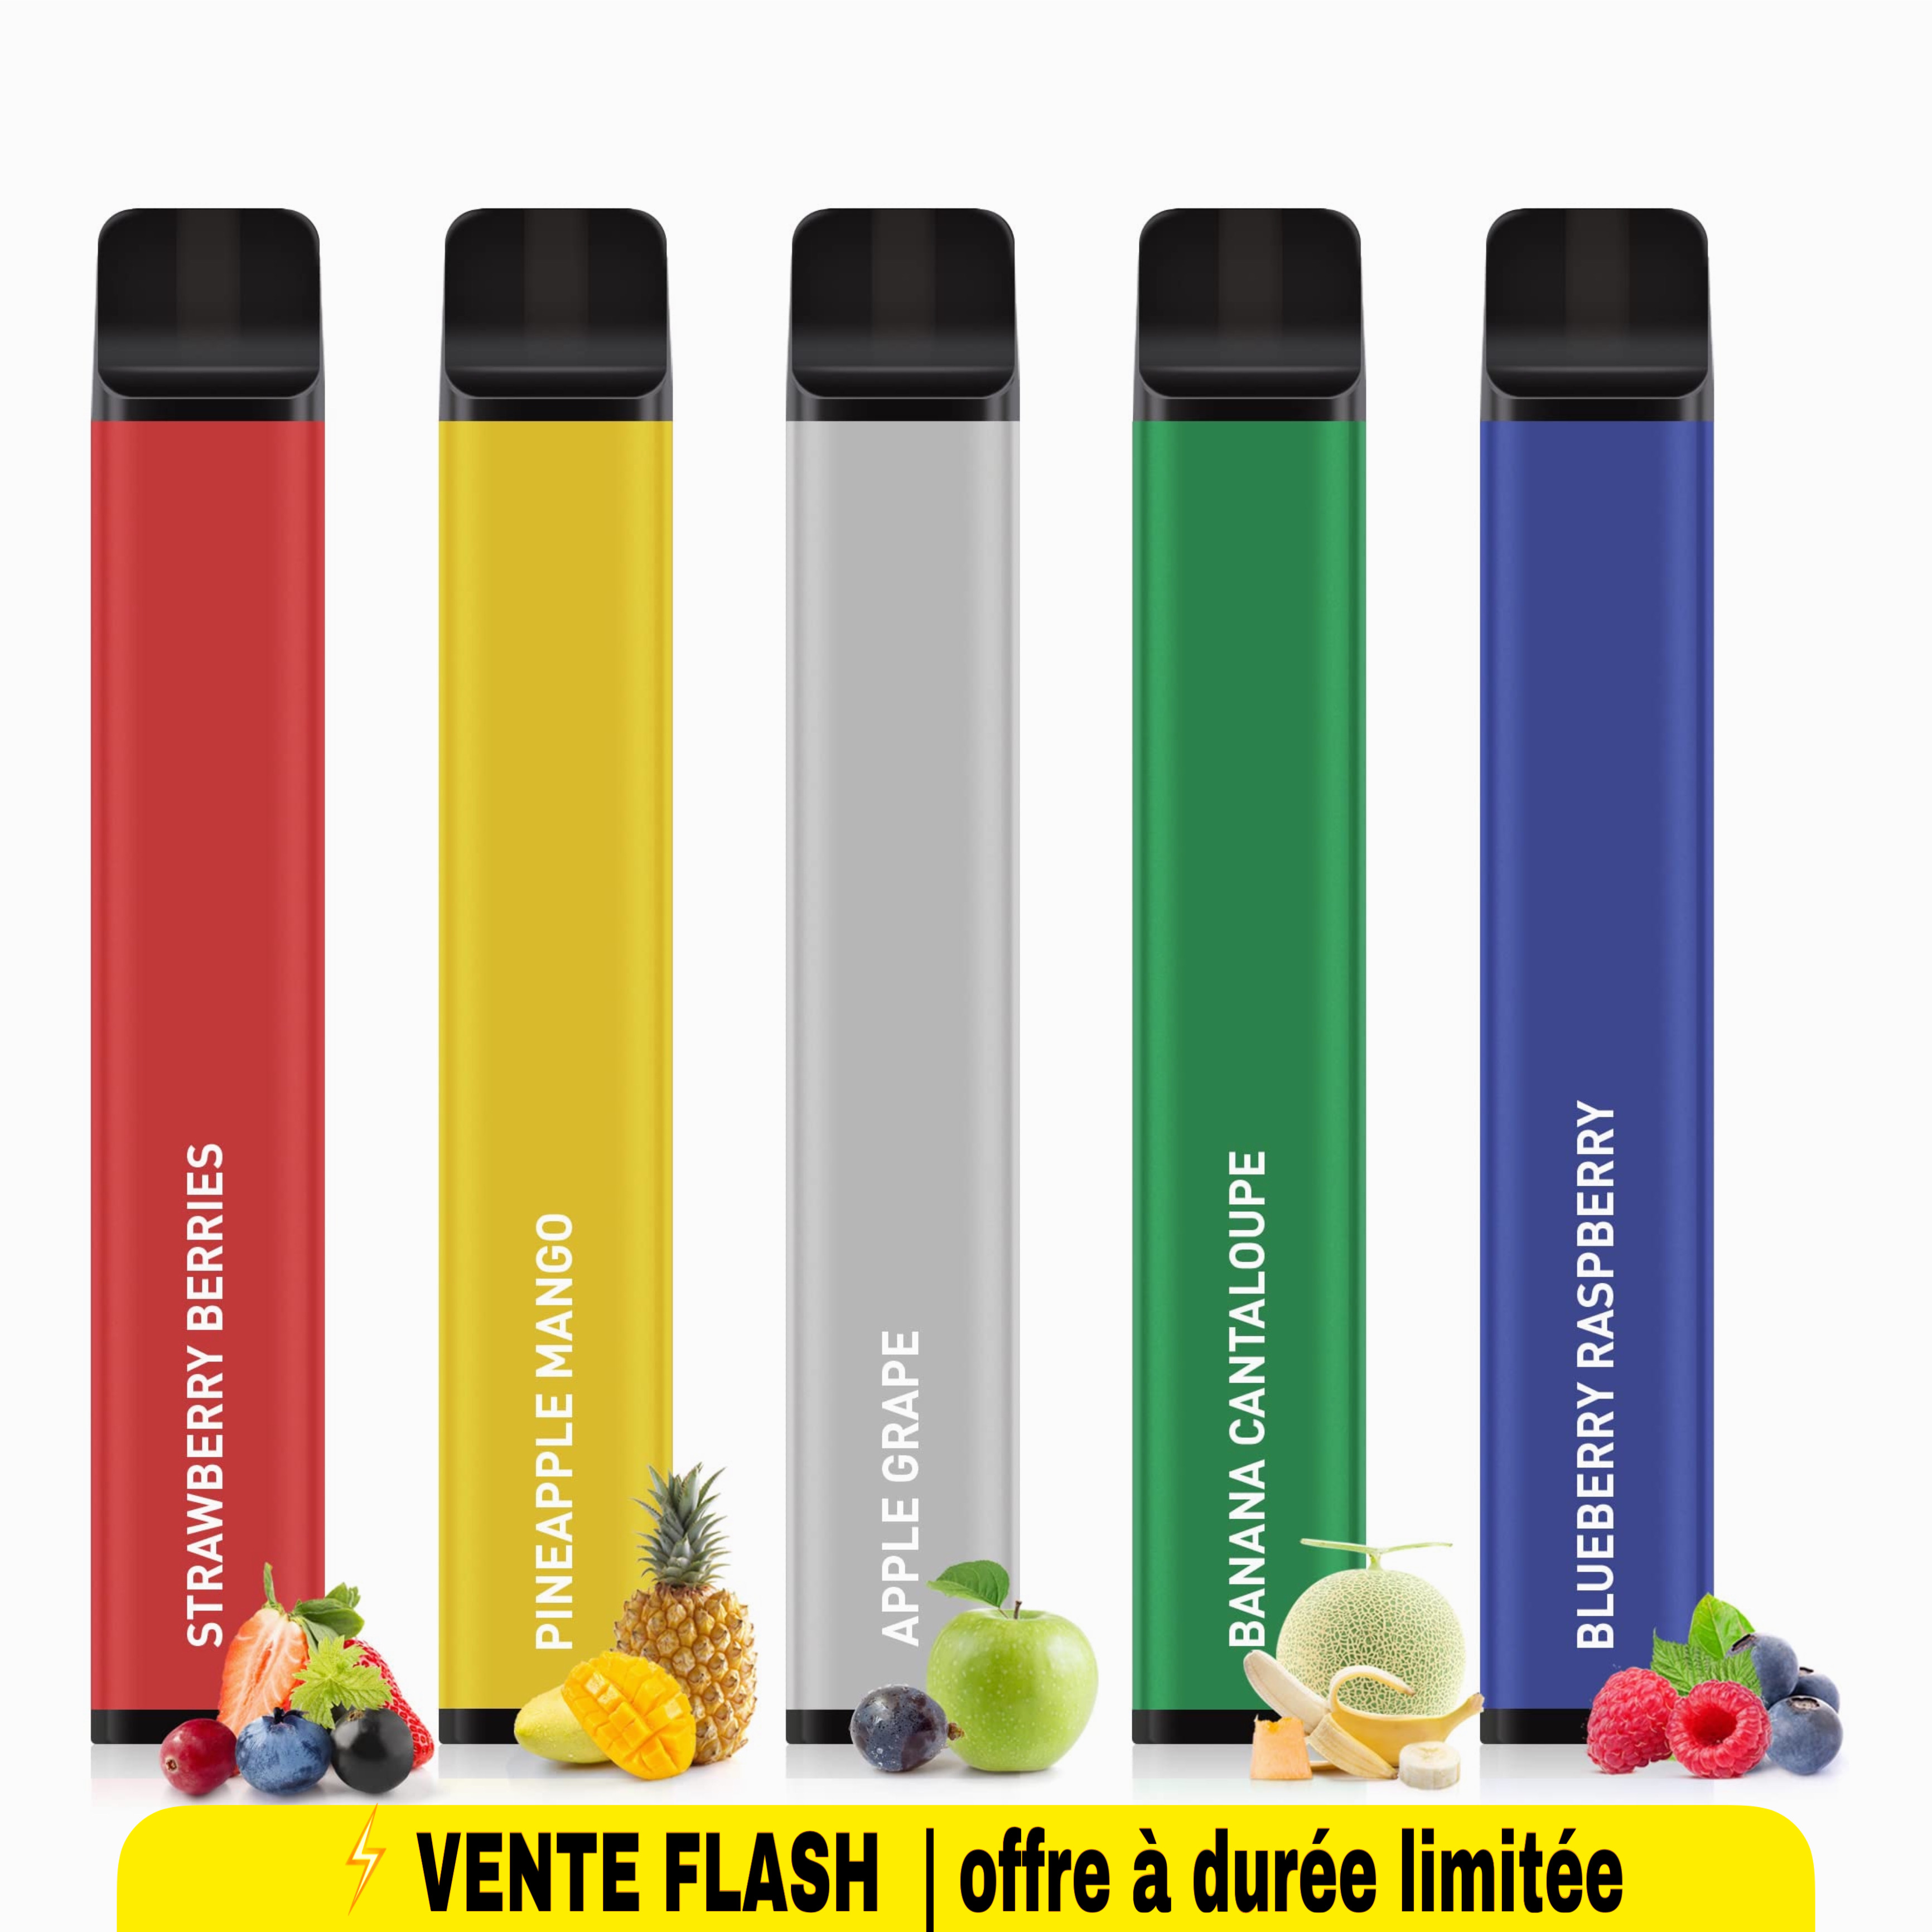 STRAWBERRY BERRIES
PINEAPPLE MANGO
APPLE GRAPE
BANANA CANTALOUPE
BLUEBERRY RASPBERRY
⚡ VENTE FLASH | offre à durée limitée